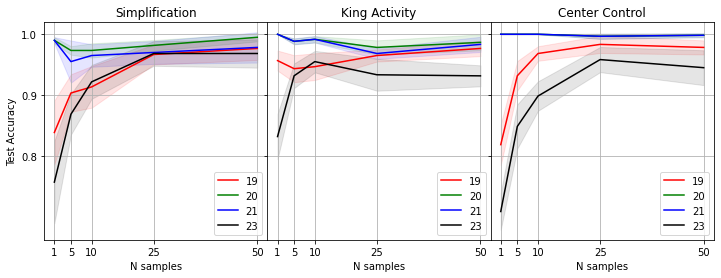 Simplification
King Activity
Center Control
Test Accuracy
1.0
0.9
0.8
19
20
21
23
19
20
21
23
19
20
21
23
1 5 10 25 50
1 5 10 25 50
1 5 10 25 50
N samples
N samples
N samples